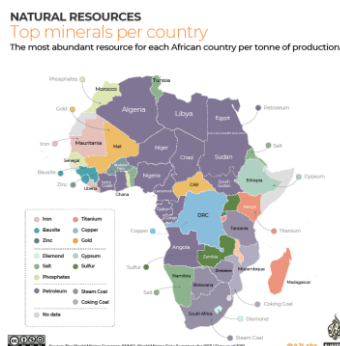 NATURAL RESOURCES
Top minerals per country
The most abundant resource for each African country per tonne of production
Phosphates
Morocco
Tunisia
Gold
Algeria
Libya
Egypt
Petroleum
Iron
Mauritania
Mali
Niger
Chad
Sudan
Salt
Senegal
Bauxite
Zinc
Liberia
Ghana
Nigeria
CAR
Ethiopia
Gypsum
DRC
Kenya
Tanzania
Copper
Titanium
Angola
Zambia
Mozambique
Madagascar
Sulfur
Salt
Namibia
Botswana
Coking Coal
South Africa
Diamond
Steam Coal
Iron
Titanium
Bauxite
Copper
Zinc
Gold
Diamond
Gypsum
Salt
Sulfur
Phosphates
Petroleum
Steam Coal
Coking Coal
No data
@AJLabs